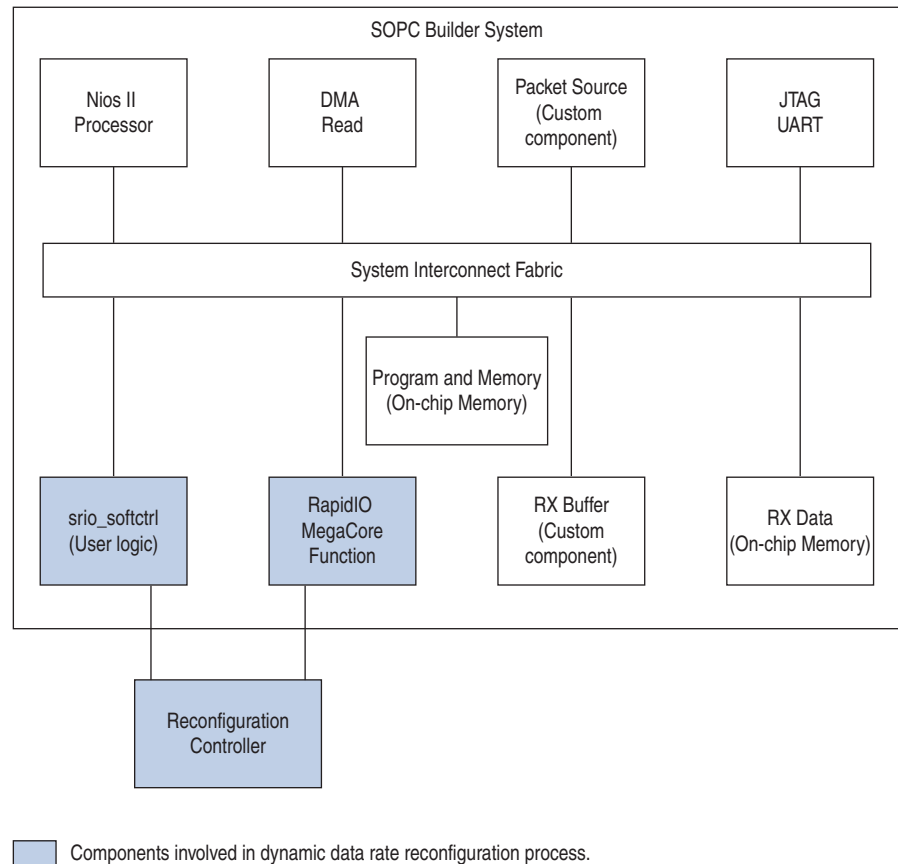 SOPC Builder System
Nios II
Processor
DMA
Read
Packet Source
(Custom
component)
JTAG
UART
System Interconnect Fabric
Program and Memory
(On-chip Memory)
srio_softctrl
(User logic)
RapidIO
MegaCore
Function
RX Buffer
(Custom
component)
RX Data
(On-chip Memory)
Reconfiguration
Controller
Components involved in dynamic data rate reconfiguration process.